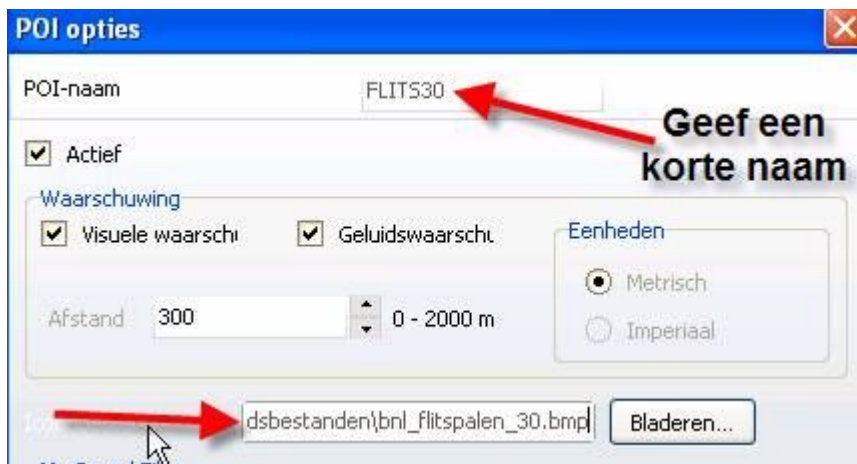 POI opties
POI-naam
FLITS30
Geef een
korte naam
Actief
Waarschuwing
Visuele waarschu
Geluidswaarschu
Eenheden
Metrisch
Afstand
300
0 - 2000 m
Imperiaal
dsbestanden\bnl_flitspalen_30.bmp
Bladeren...